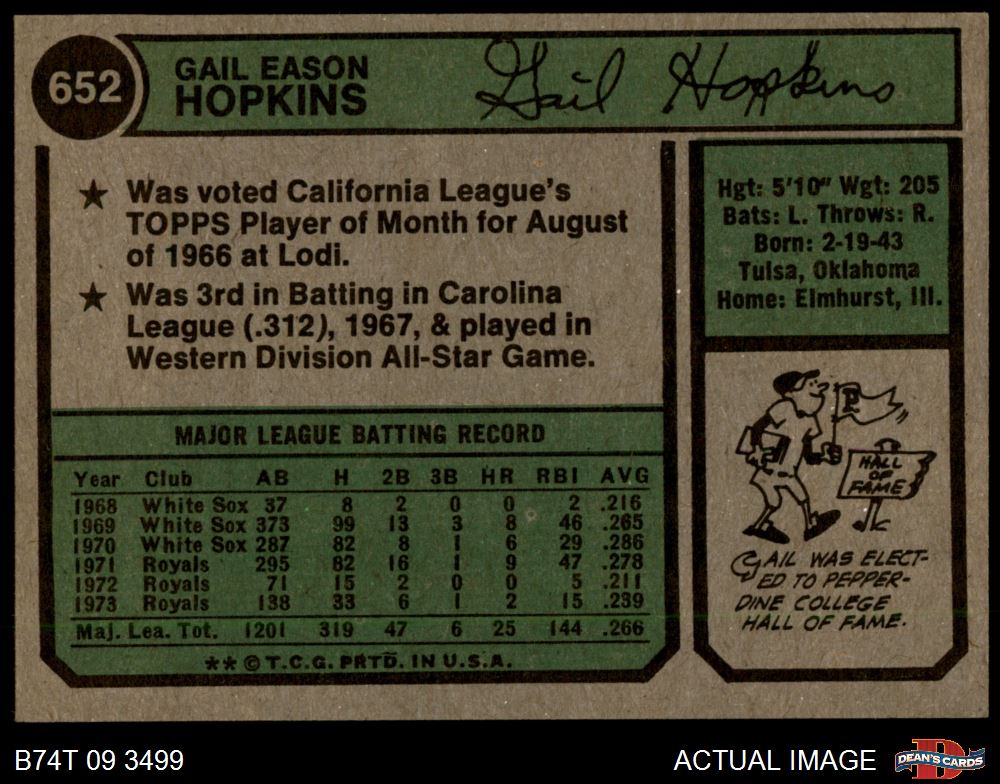 652
GAIL EASON
HOPKINS
Gail Hopkins
★ Was voted California League's
TOPPS Player of Month for August
of 1966 at Lodi.
★ Was 3rd in Batting in Carolina
League (.312), 1967, & played in
Western Division All-Star Game.
Hgt: 5'10" Wgt: 205
Bats: L. Throws: R.
Born: 2-19-43
Tulsa, Oklahoma
Home: Elmhurst, Ill.
MAJOR LEAGUE BATTING RECORD
Year Club AB H 2B 3B HR RBI AVG
1968 White Sox 37 8 2 0 0 2 .216
1969 White Sox 373 99 13 3 8 46 .265
1970 White Sox 287 82 8 1 6 29 .286
1971 Royals 295 82 16 1 9 47 .278
1972 Royals 71 15 2 0 0 5 .211
1973 Royals 138 33 6 1 2 15 .239
Maj. Lea. Tot. 1201 319 47 6 25 144 .266
** © T.C.G. PRTD. IN U.S.A.
P
HALL
OF
FAME
GAIL WAS ELECT-
ED TO PEPPER-
DINE COLLEGE
HALL OF FAME.
B74T 09 3499
ACTUAL IMAGE
D
DEAN'S CARDS